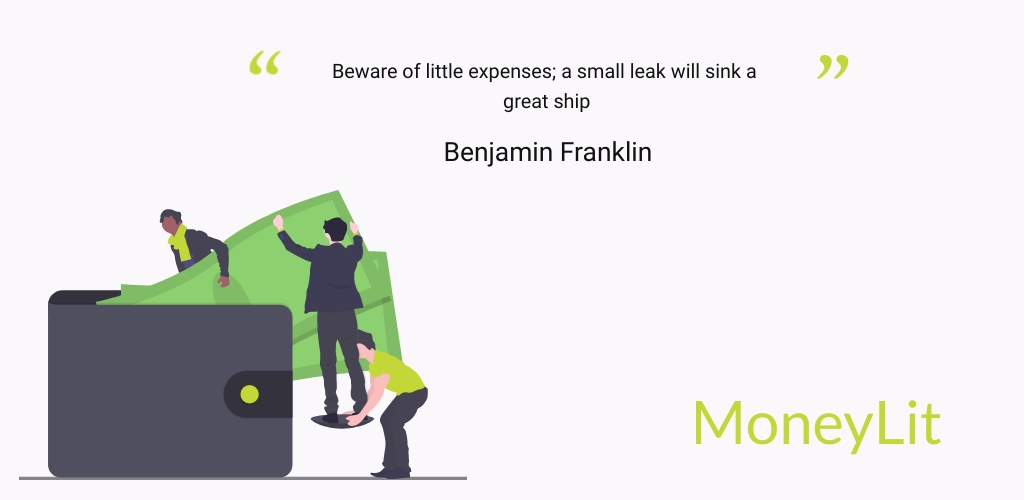 “ Beware of little expenses; a small leak will sink a ”
great ship
Benjamin Franklin
MoneyLit